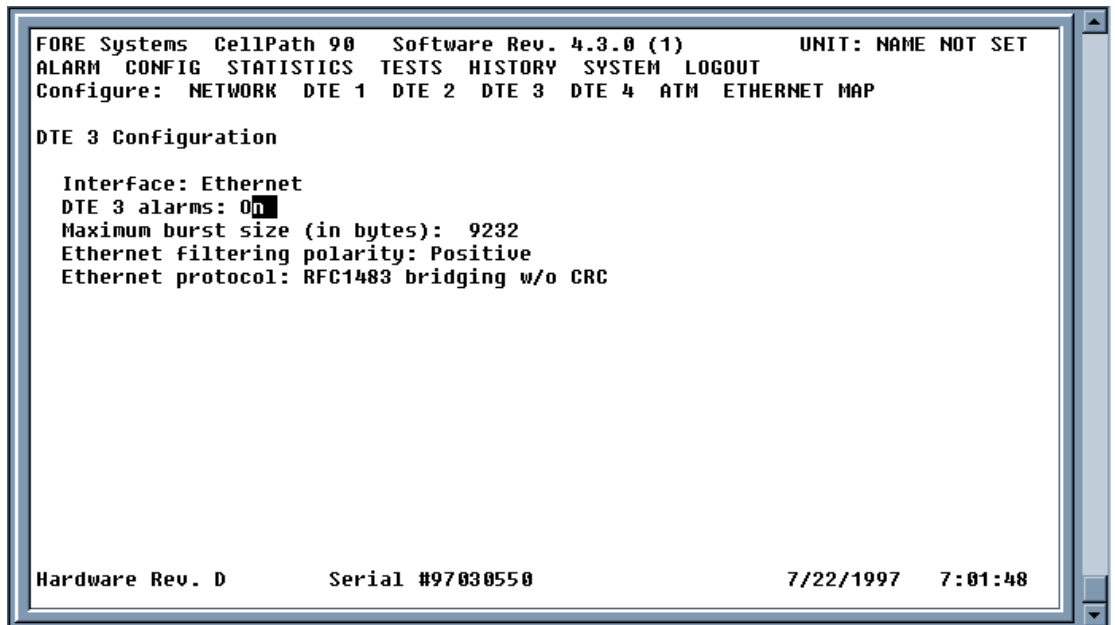 FORE Systems  CellPath 90   Software Rev. 4.3.0 (1)          UNIT: NAME NOT SET
ALARM  CONFIG  STATISTICS  TESTS  HISTORY  SYSTEM  LOGOUT
Configure:  NETWORK  DTE 1  DTE 2  DTE 3  DTE 4  ATM  ETHERNET MAP
DTE 3 Configuration
Interface: Ethernet
DTE 3 alarms: On
Maximum burst size (in bytes):  9232
Ethernet filtering polarity: Positive
Ethernet protocol: RFC1483 bridging w/o CRC
Hardware Rev. D        Serial #97030550                    7/22/1997   7:01:48